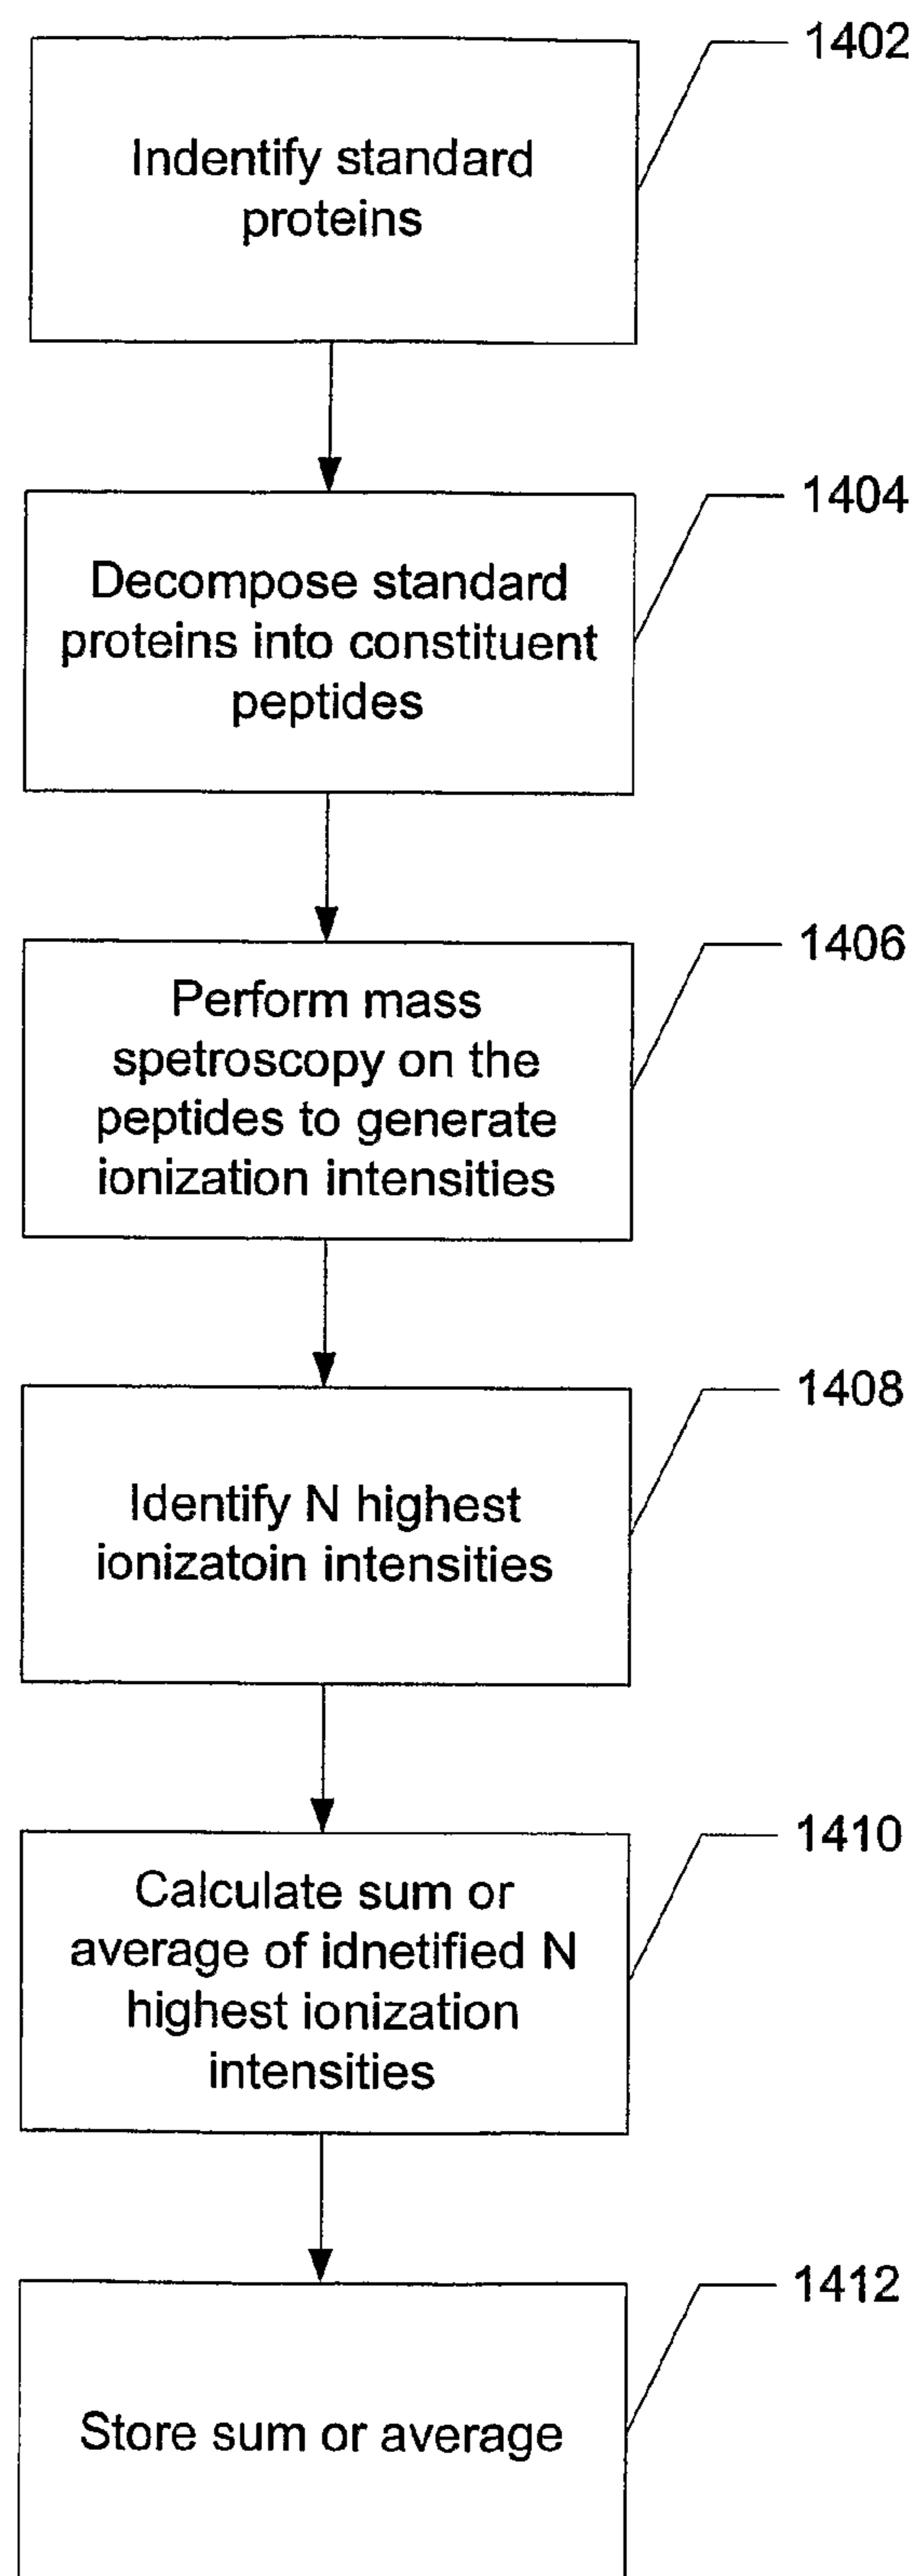 1402
Indentify standard
proteins
1404
Decompose standard
proteins into constituent
peptides
1406
Perform mass
spetroscopy on the
peptides to generate
ionization intensities
1408
Identify N highest
ionizatoin intensities
1410
Calculate sum or
average of idnetified N
highest ionization
intensities
1412
Store sum or average